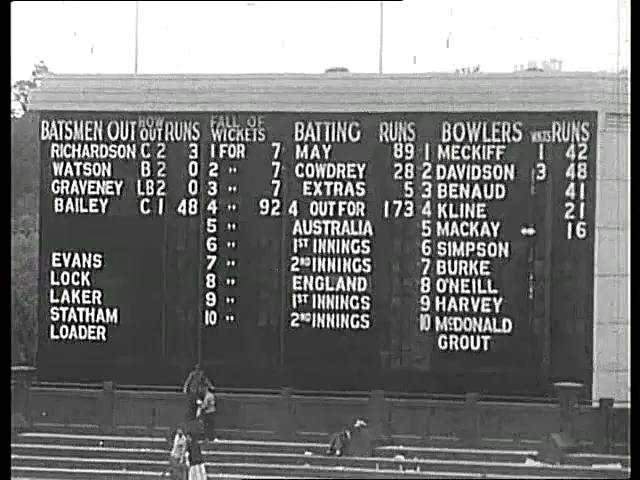 BATSMEN OUT HOW OUT RUNS FALL OF WICKETS BATTING RUNS BOWLERS WKTS RUNS
RICHARDSON C 2 3 1 FOR 7 MAY 89 1 MECKIFF 1 42
WATSON B 2 0 2 " 7 COWDREY 28 2 DAVIDSON 3 48
GRAVENEY LB 2 0 3 " 7 EXTRAS 5 3 BENAUD 41
BAILEY C 1 48 4 " 92 4 OUT FOR 173 4 KLINE 21
5 " AUSTRALIA 5 MACKAY 16
6 " 1ST INNINGS 6 SIMPSON
EVANS 7 " 2ND INNINGS 7 BURKE
LOCK 8 " ENGLAND 8 O'NEILL
LAKER 9 " 1ST INNINGS 9 HARVEY
STATHAM 10 " 2ND INNINGS 10 McDONALD
LOADER GROUT